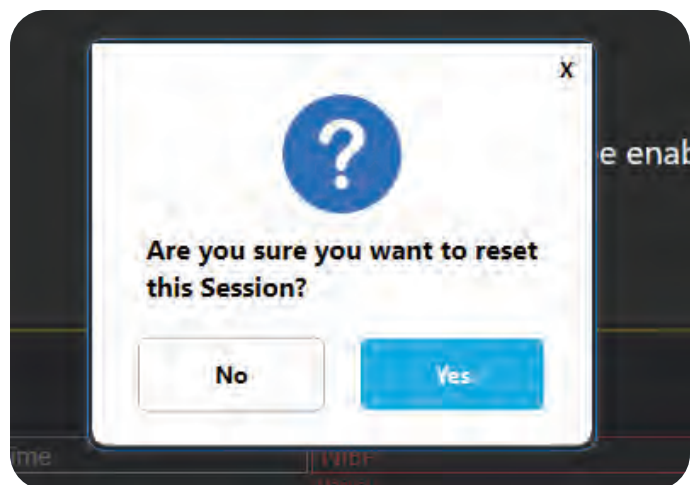 X
?
e enab
Are you sure you want to reset
this Session?
No
Yes
ime